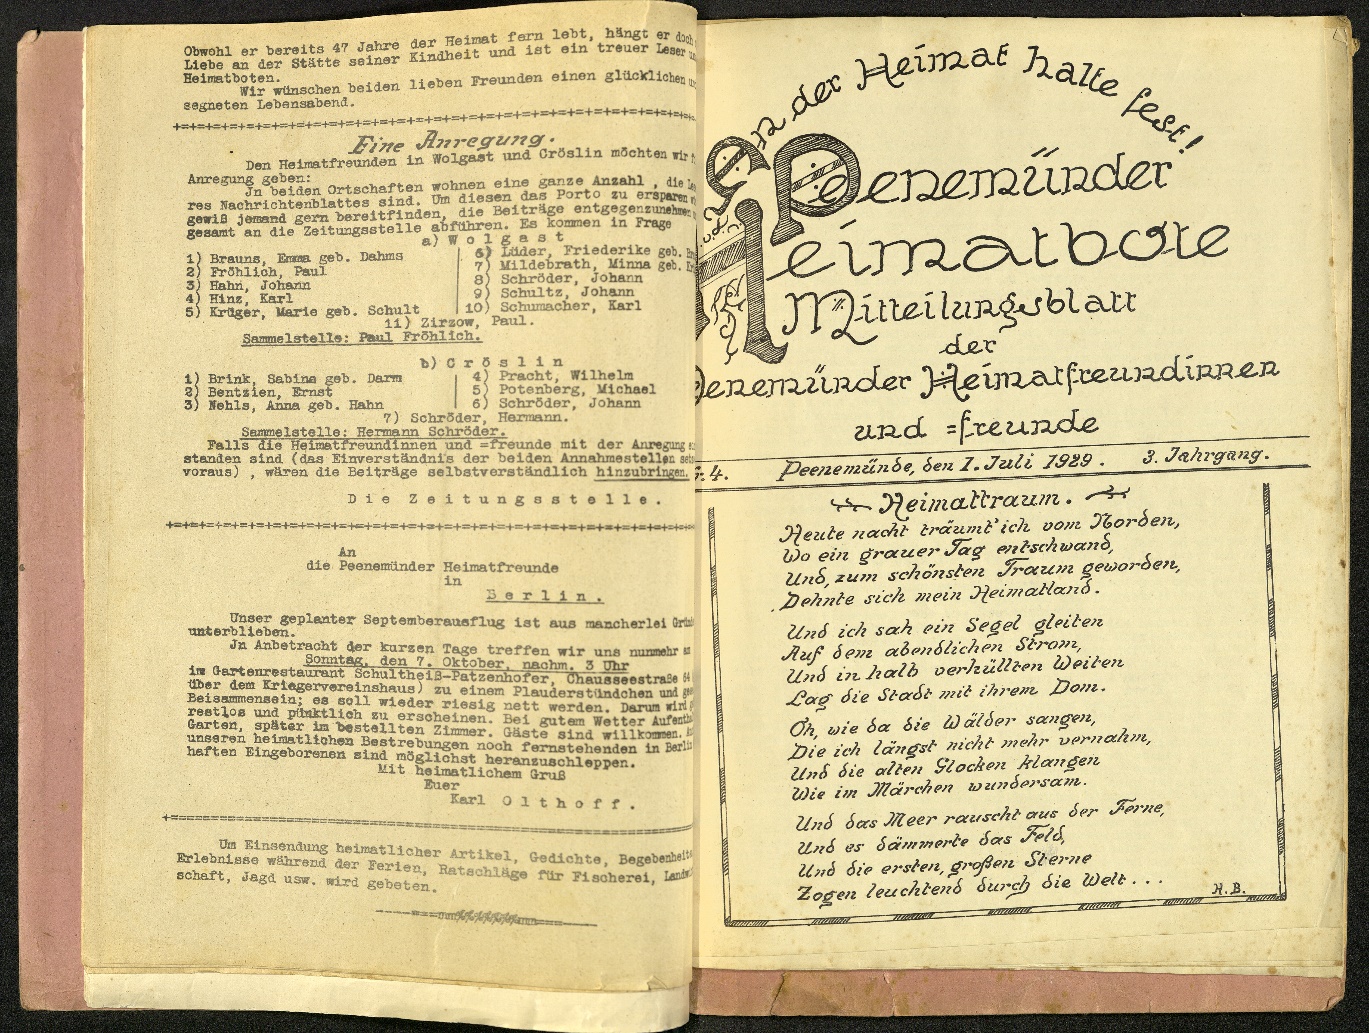 Obwohl er bereits 47 Jahre der Heimat fern lebt, hängt er doch
Liebe an der Stätte seiner Kindheit und ist ein treuer Leser
Heimatboten.
Wir wünschen beiden lieben Freunden einen glücklichen
segneten Lebensabend.
Eine Anregung.
Den Heimatfreunden in Wolgast und Cröslin möchten wir
Anregung geben:
Jn beiden Ortschaften wohnen eine ganze Anzahl , die
res Nachrichtenblattes sind. Um diesen das Porto zu ersparen
gewiß jemand gern bereitfinden, die Beiträge entgegenzunehmen
gesamt an die Zeitungsstelle abführen. Es kommen in Frage
a) W o l g a s t
1) Brauns, Emma geb. Dahms
2) Fröhlich, Paul
3) Hahn, Johann
4) Hinz, Karl
5) Krüger, Marie geb. Schult
6) Lüder, Friederike geb.
7) Mildebrath, Minna geb.
8) Schröder, Johann
9) Schultz, Johann
10) Schumacher, Karl
11) Zirzow, Paul.
Sammelstelle: Paul Fröhlich.
b) C r ö s l i n
1) Brink, Sabine geb. Darm
2) Bentzien, Ernst
3) Nehls, Anna geb. Hahn
4) Pracht, Wilhelm
5) Potenberg, Michael
6) Schröder, Johann
7) Schröder, Hermann.
Sammelstelle: Hermann Schröder.
Falls die Heimatfreundinnen und =freunde mit der Anregung
standen sind (das Einverständnis der beiden Annahmestellen
voraus) , wären die Beiträge selbstverständlich hinzubringen.
D i e Z e i t u n g s s t e l l e .
An
die Peenemünder Heimatfreunde
in
B e r l i n .
Unser geplanter Septemberausflug ist aus mancherlei
unterblieben.
Jn Anbetracht der kurzen Tage treffen wir uns nunmehr
Sonntag, den 7. Oktober, nachm. 3 Uhr
im Gartenrestaurant Schultheiß-Patzenhofer, Chausseestraße 64
über dem Kriegervereinshaus) zu einem Plauderstündchen und
Beisammensein; es soll wieder riesig nett werden. Darum wird
restlos und pünktlich zu erscheinen. Bei gutem Wetter
Garten, später im bestellten Zimmer. Gäste sind willkommen.
unseren heimatlichen Bestrebungen noch fernstehenden in Berlin
haften Eingeborenen sind möglichst heranzuschleppen.
Mit heimatlichem Gruß
Euer
Karl O l t h o f f .
Um Einsendung heimatlicher Artikel, Gedichte,
Erlebnisse während der Ferien, Ratschläge für Fischerei,
schaft, Jagd usw. wird gebeten.
An der Heimat halte fest!
Peenemünder
Heimatbote
Mitteilungsblatt
der
Peenemünder Heimatfreundinnen
und =freunde
4. Peenemünde, den 1. Juli 1929. 3. Jahrgang.
Heimattraum.
Heute nacht träumt' ich vom Norden,
Wo ein grauer Tag entschwand,
Und, zum schönsten Traum geworden,
Dehnte sich mein Heimatland.
Und ich sah ein Segel gleiten
Auf dem abendlichen Strom,
Und in halb verhüllten Weiten
Lag die Stadt mit ihrem Dom.
Oh, wie da die Wälder sangen,
Die ich längst nicht mehr vernahm,
Und die alten Glocken klangen
Wie im Märchen wundersam.
Und das Meer rauscht aus der Ferne,
Und es dämmerte das Feld,
Und die ersten, großen Sterne
Zogen leuchtend durch die Welt . . .
H. B.